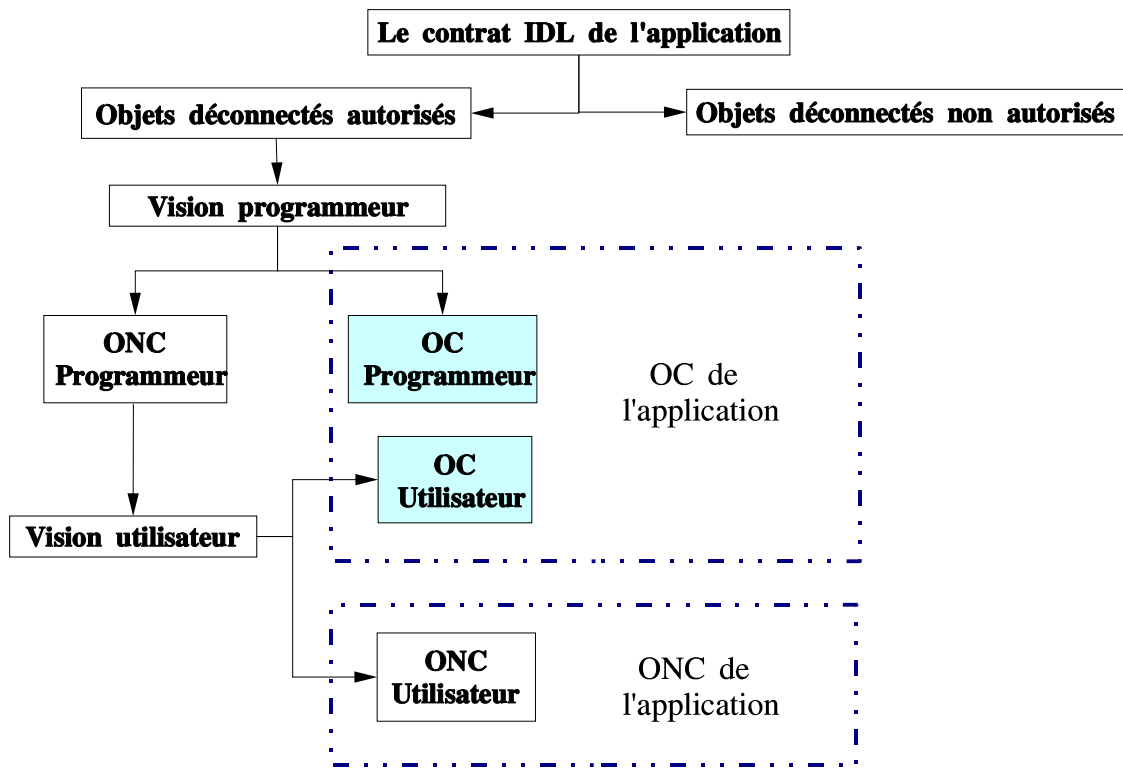 Le contrat IDL de l'application
Objets déconnectés autorisés
Objets déconnectés non autorisés
Vision programmeur
ONC
Programmeur
OC
Programmeur
OC de
l'application
OC
Utilisateur
Vision utilisateur
ONC
Utilisateur
ONC de
l'application